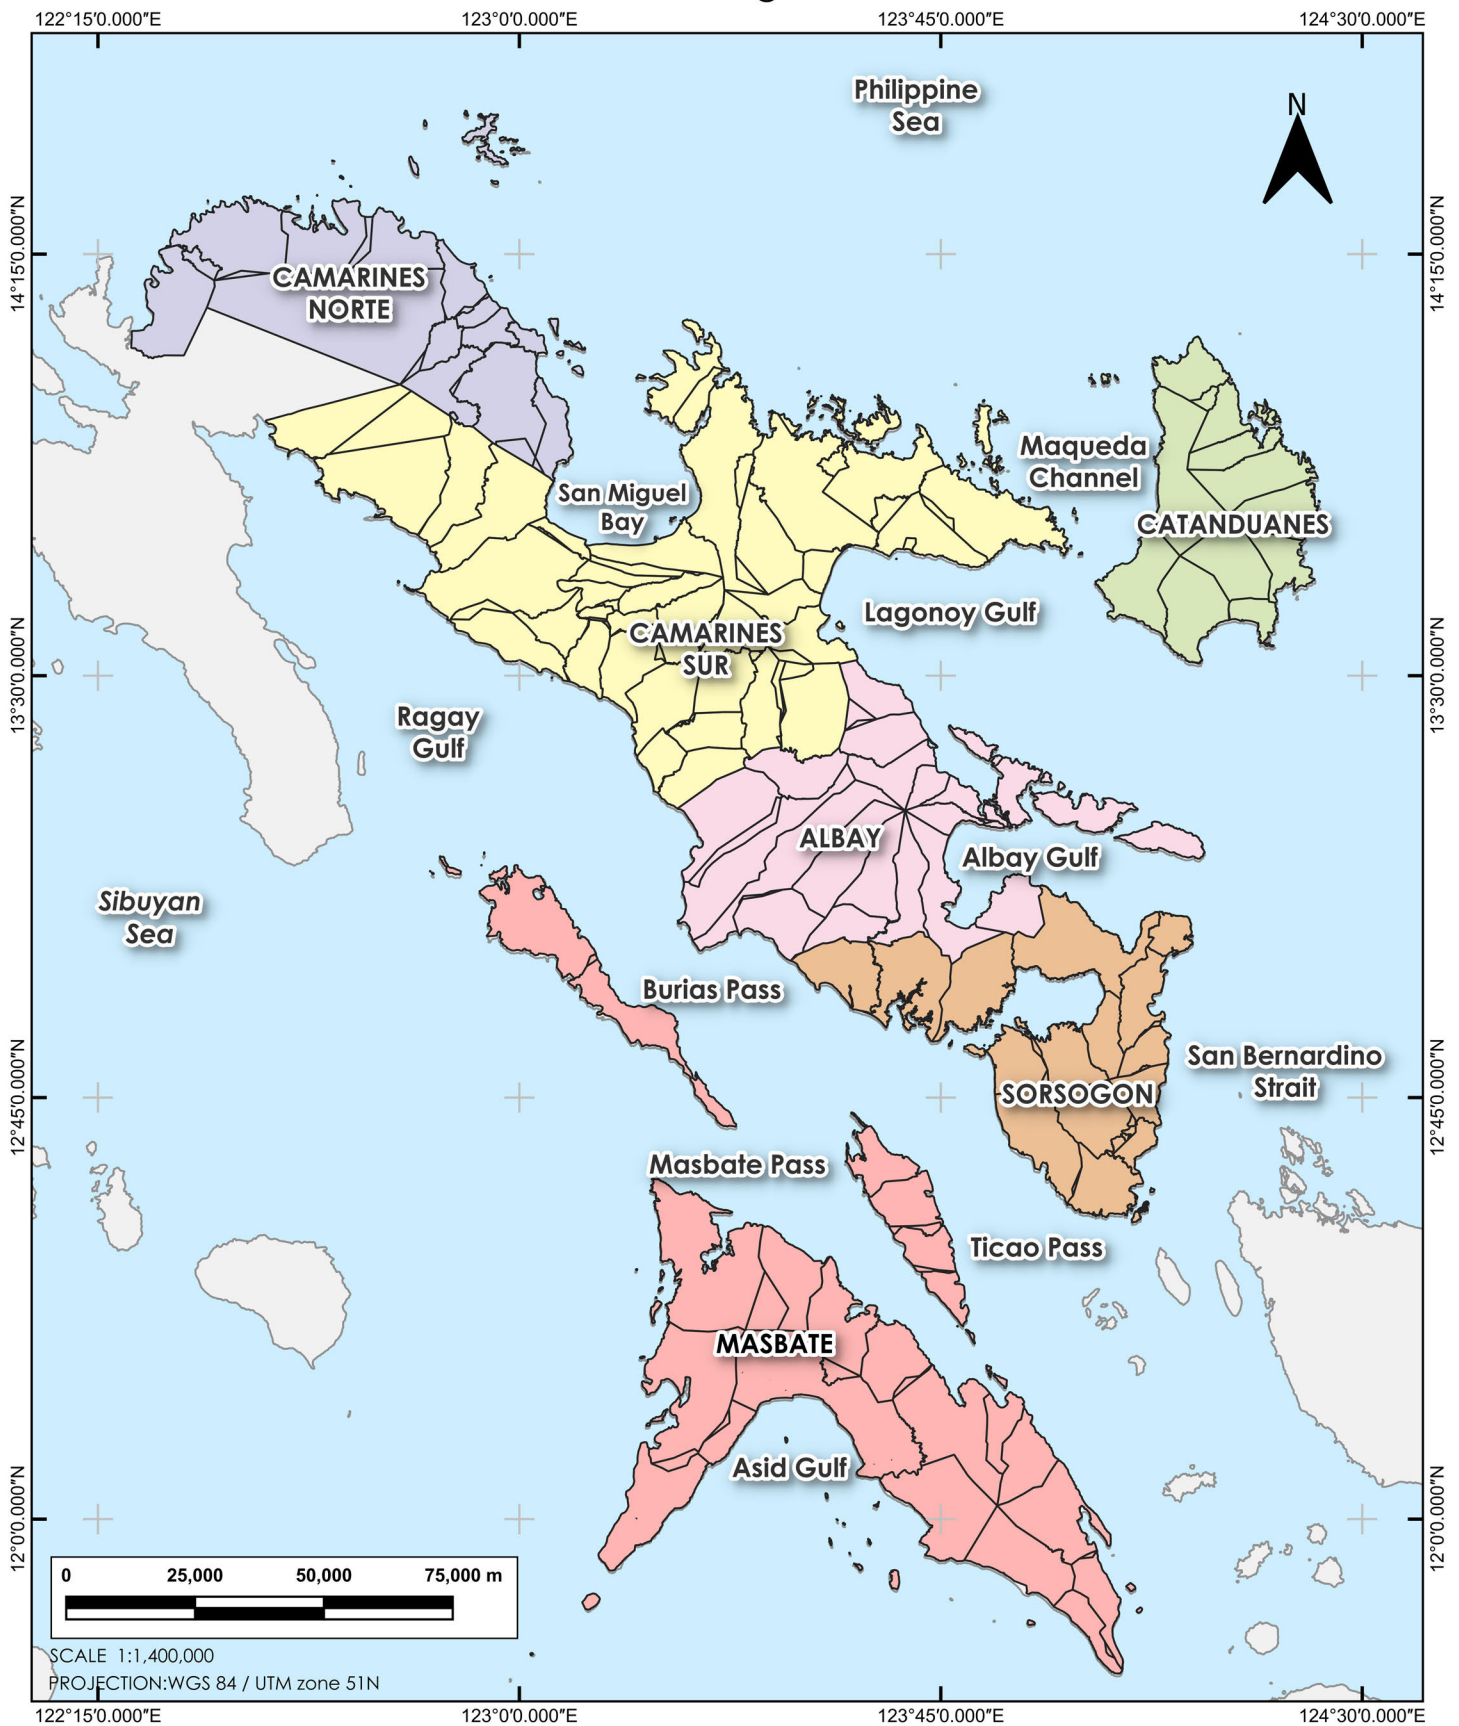 122°15'0.000"E
123°0'0.000"E
123°45'0.000"E
124°30'0.000"E
Philippine
Sea
N
14°15'0.000"N
14°15'0.000"N
CAMARINES
NORTE
Maqueda
Channel
San Miguel
Bay
CATANDUANES
Lagonoy Gulf
CAMARINES
SUR
13°30'0.000"N
13°30'0.000"N
Ragay
Gulf
ALBAY
Albay Gulf
Sibuyan
Sea
Burias Pass
San Bernardino
Strait
SORSOGON
12°45'0.000"N
12°45'0.000"N
Masbate Pass
Ticao Pass
MASBATE
Asid Gulf
12°0'0.000"N
12°0'0.000"N
0 25,000 50,000 75,000 m
SCALE 1:1,400,000
PROJECTION:WGS 84 / UTM zone 51N
122°15'0.000"E
123°0'0.000"E
123°45'0.000"E
124°30'0.000"E